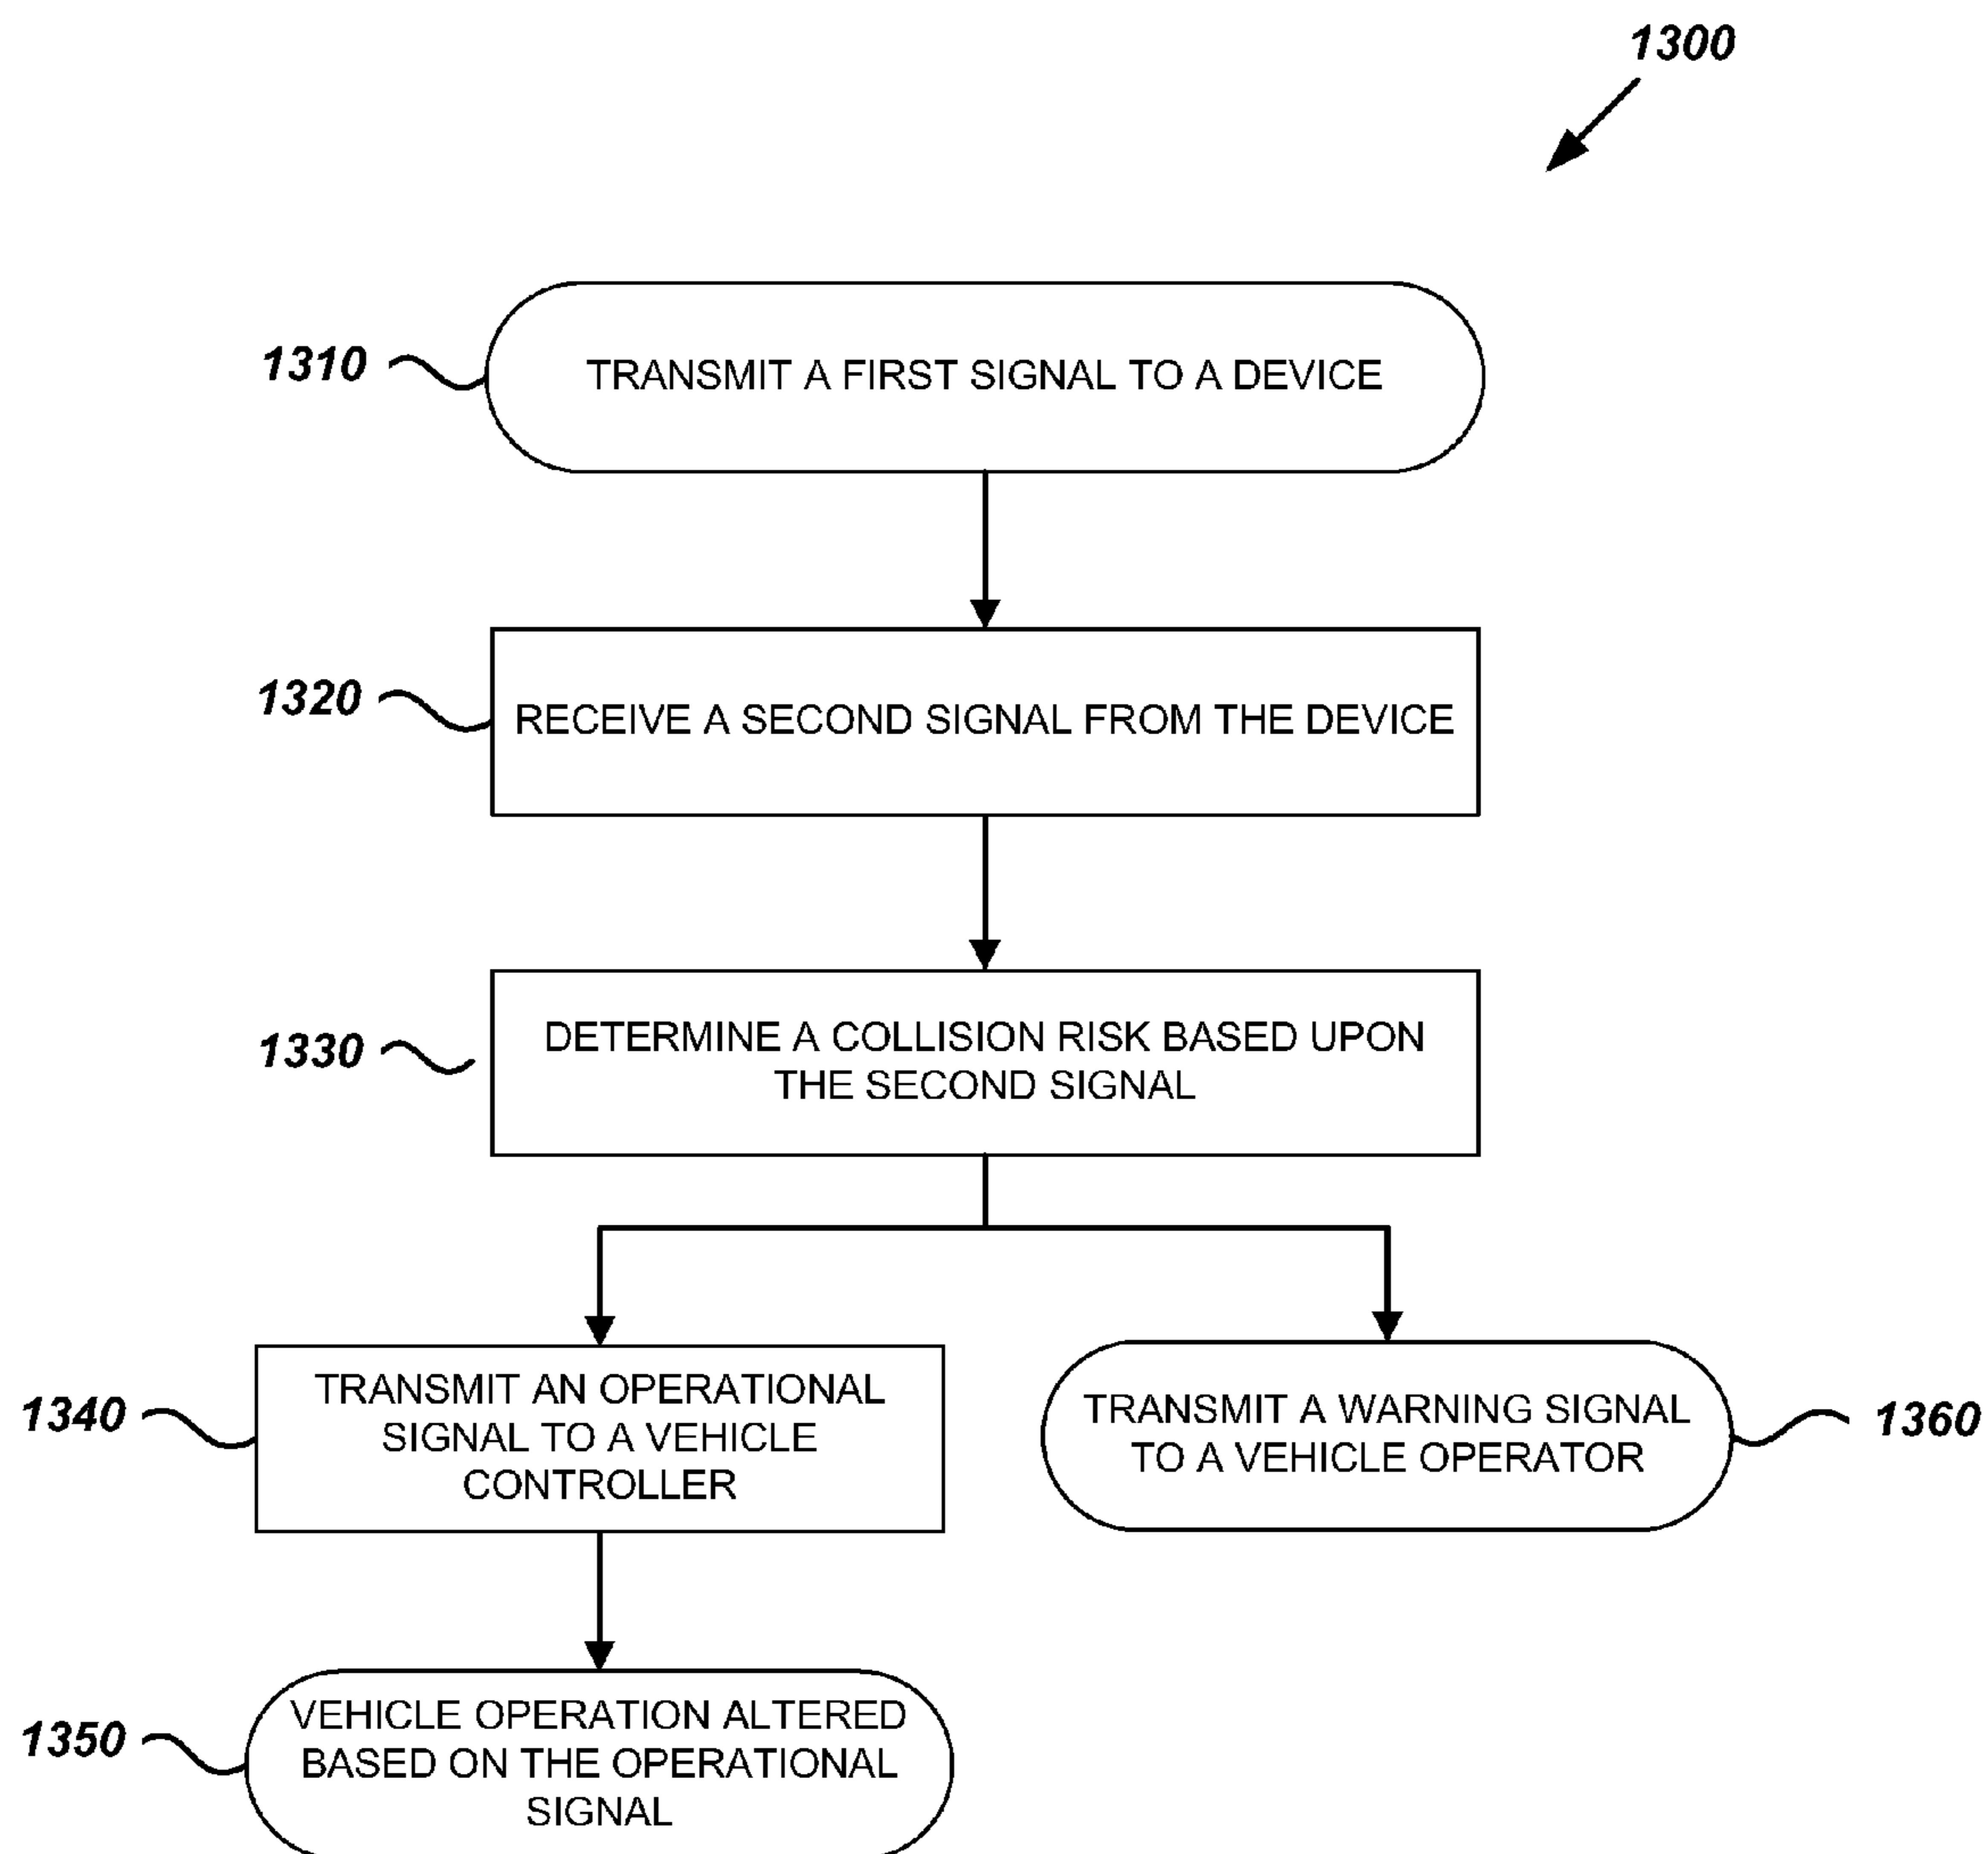 1300
1310
TRANSMIT A FIRST SIGNAL TO A DEVICE
1320
RECEIVE A SECOND SIGNAL FROM THE DEVICE
1330
DETERMINE A COLLISION RISK BASED UPON
THE SECOND SIGNAL
1340
TRANSMIT AN OPERATIONAL
SIGNAL TO A VEHICLE
CONTROLLER
TRANSMIT A WARNING SIGNAL
TO A VEHICLE OPERATOR
1360
1350
VEHICLE OPERATION ALTERED
BASED ON THE OPERATIONAL
SIGNAL